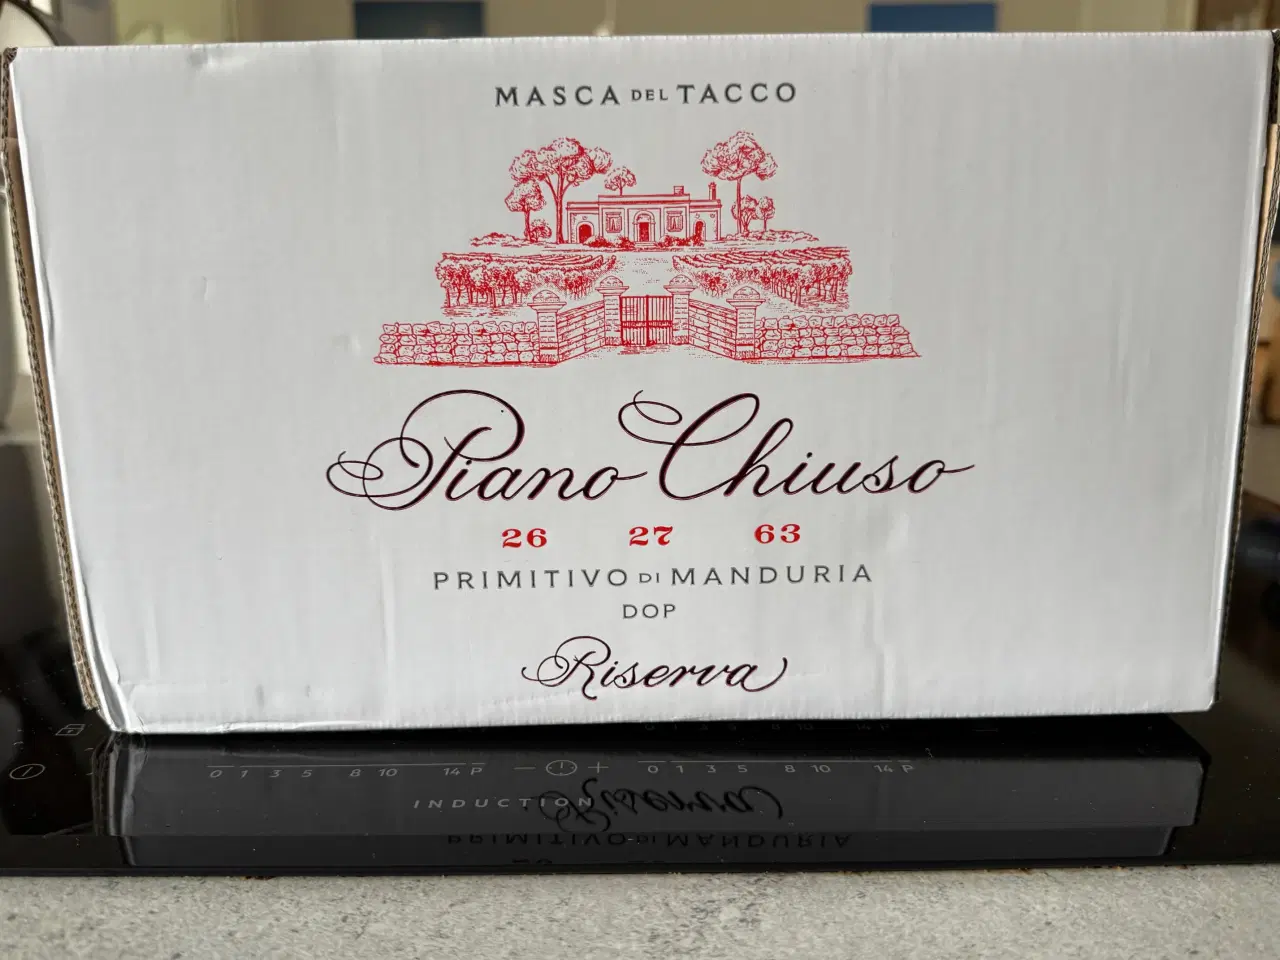 MASCA DEL TACCO
Piano Chiuso
26 27 63
PRIMITIVO DI MANDURIA
DOP
Riserva
0 1 3 5 8 10 14 P − + 0 1 3 5 8 10 14 P
INDUCTION